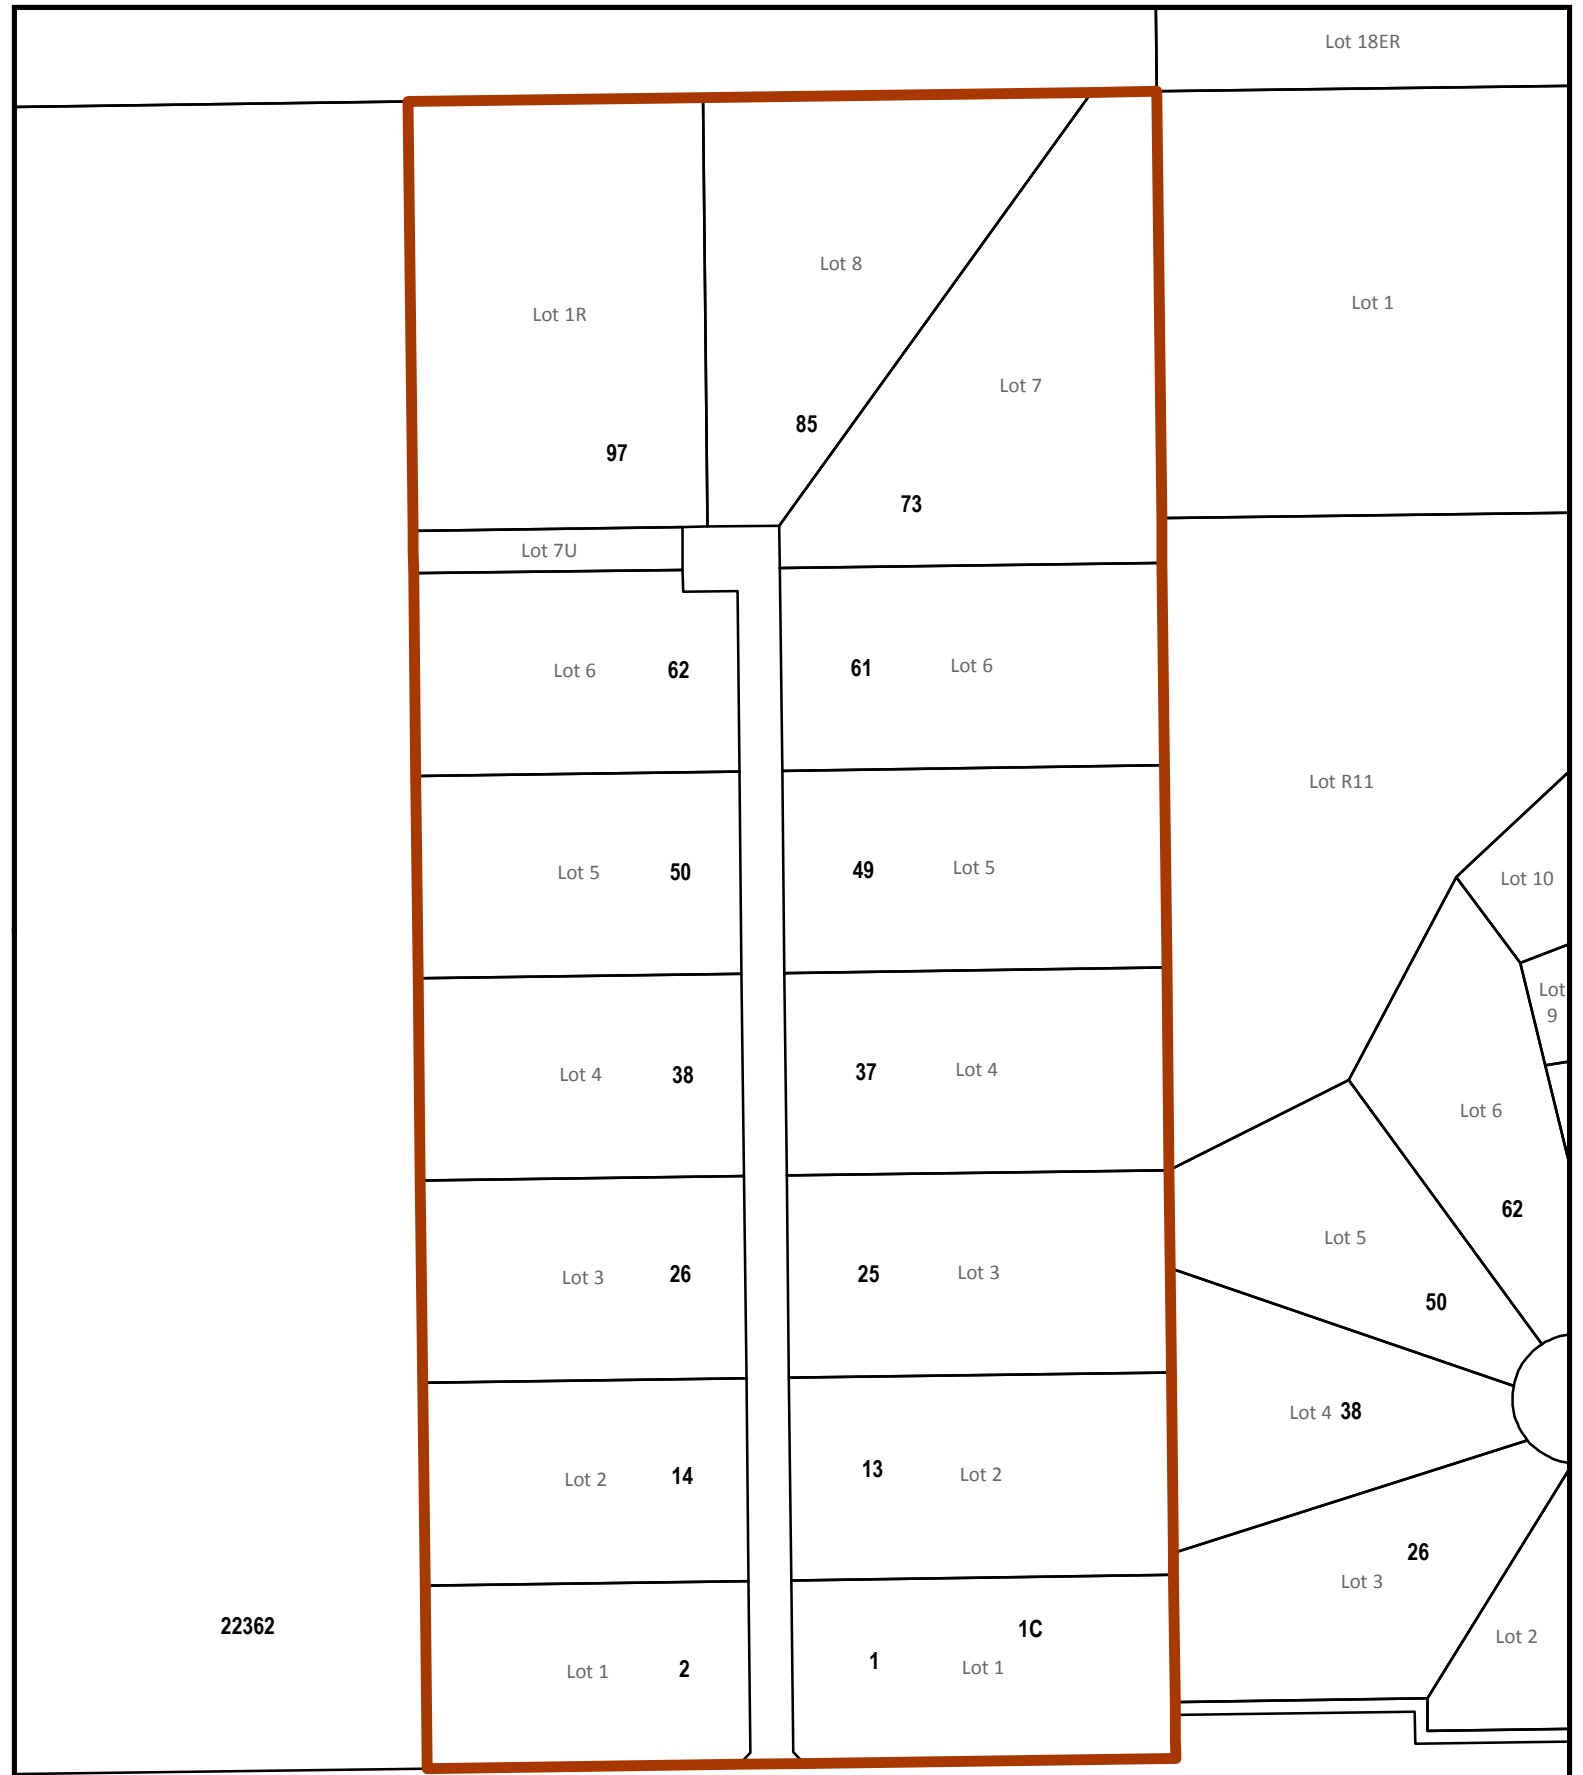 Lot 18ER
Lot 8
Lot 1R
Lot 1
Lot 7
85
97
73
Lot 7U
Lot 6 62
61 Lot 6
Lot R11
Lot 5 50
49 Lot 5
Lot 10
Lot
9
Lot 4 38
37 Lot 4
Lot 6
62
Lot 5
Lot 3 26
25 Lot 3
50
Lot 4 38
Lot 2 14
13 Lot 2
26
Lot 3
22362
1C
Lot 2
Lot 1 2
1
Lot 1